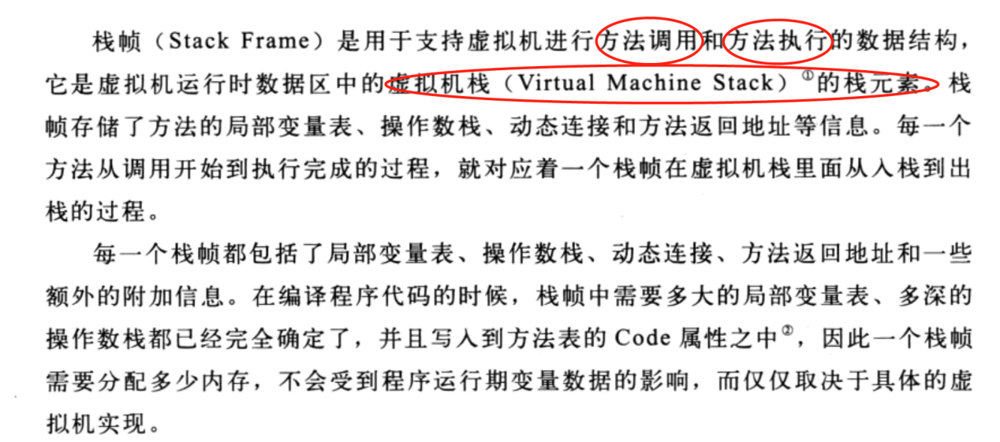 栈帧（Stack Frame）是用于支持虚拟机进行方法调用和方法执行的数据结构，
它是虚拟机运行时数据区中的虚拟机栈（Virtual Machine Stack）①的栈元素。栈
帧存储了方法的局部变量表、操作数栈、动态连接和方法返回地址等信息。每一个
方法从调用开始到执行完成的过程，就对应着一个栈帧在虚拟机栈里面从入栈到出
栈的过程。
每一个栈帧都包括了局部变量表、操作数栈、动态连接、方法返回地址和一些
额外的附加信息。在编译程序代码的时候，栈帧中需要多大的局部变量表、多深的
操作数栈都已经完全确定了，并且写入到方法表的 Code 属性之中②，因此一个栈帧
需要分配多少内存，不会受到程序运行期变量数据的影响，而仅仅取决于具体的虚
拟机实现。